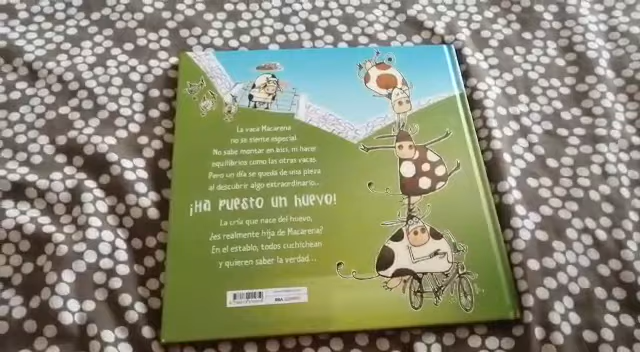 La vaca Macarena
no se siente especial.
No sabe montar en bici, ni hacer
equilibrios como las otras vacas.
Pero un día se queda de una pieza
al descubrir algo extraordinario...
¡HA PUESTO UN HUEVO!
La cría que nace del huevo,
¿es realmente hija de Macarena?
En el establo, todos cuchichean
y quieren saber la verdad...